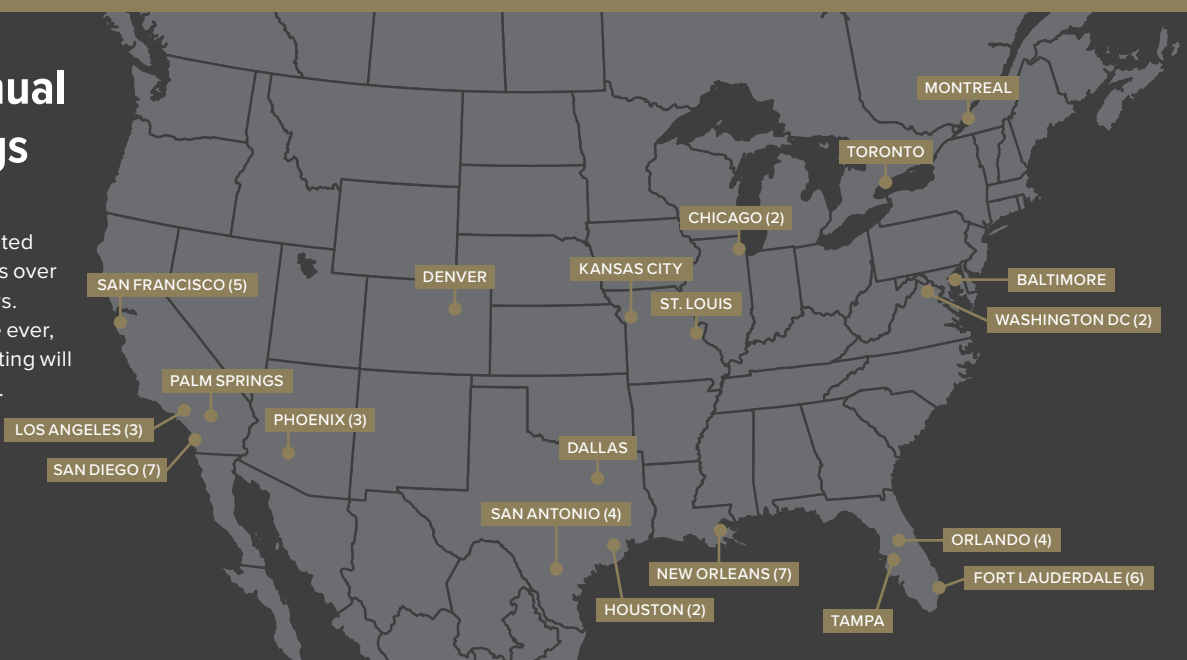 nual
gs
ted
s over
rs.
e ever,
ting will
.
MONTREAL
TORONTO
CHICAGO (2)
KANSAS CITY
DENVER
SAN FRANCISCO (5)
ST. LOUIS
BALTIMORE
WASHINGTON DC (2)
PALM SPRINGS
PHOENIX (3)
LOS ANGELES (3)
SAN DIEGO (7)
DALLAS
SAN ANTONIO (4)
ORLANDO (4)
NEW ORLEANS (7)
FORT LAUDERDALE (6)
HOUSTON (2)
TAMPA